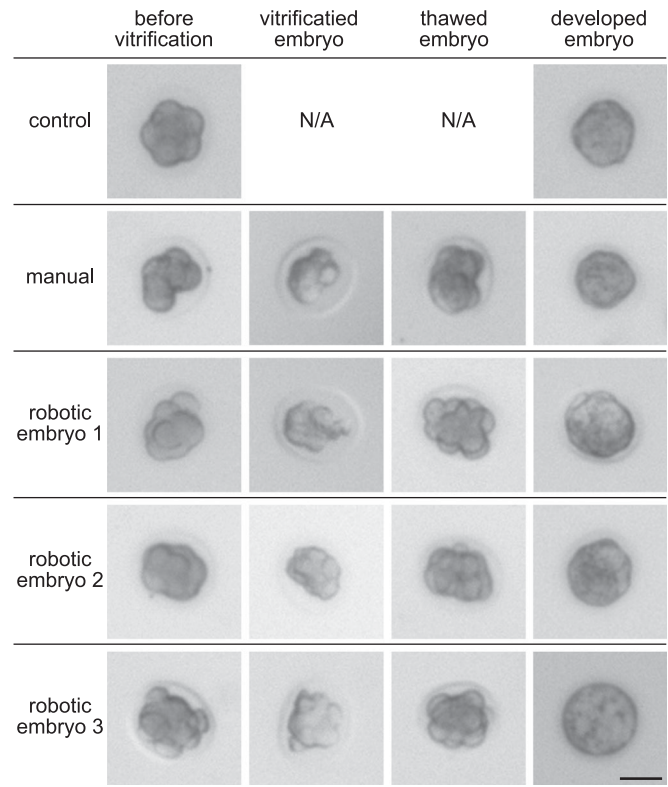 before
vitrification
vitrificatied
embryo
thawed
embryo
developed
embryo
control
N/A
N/A
manual
robotic
embryo 1
robotic
embryo 2
robotic
embryo 3